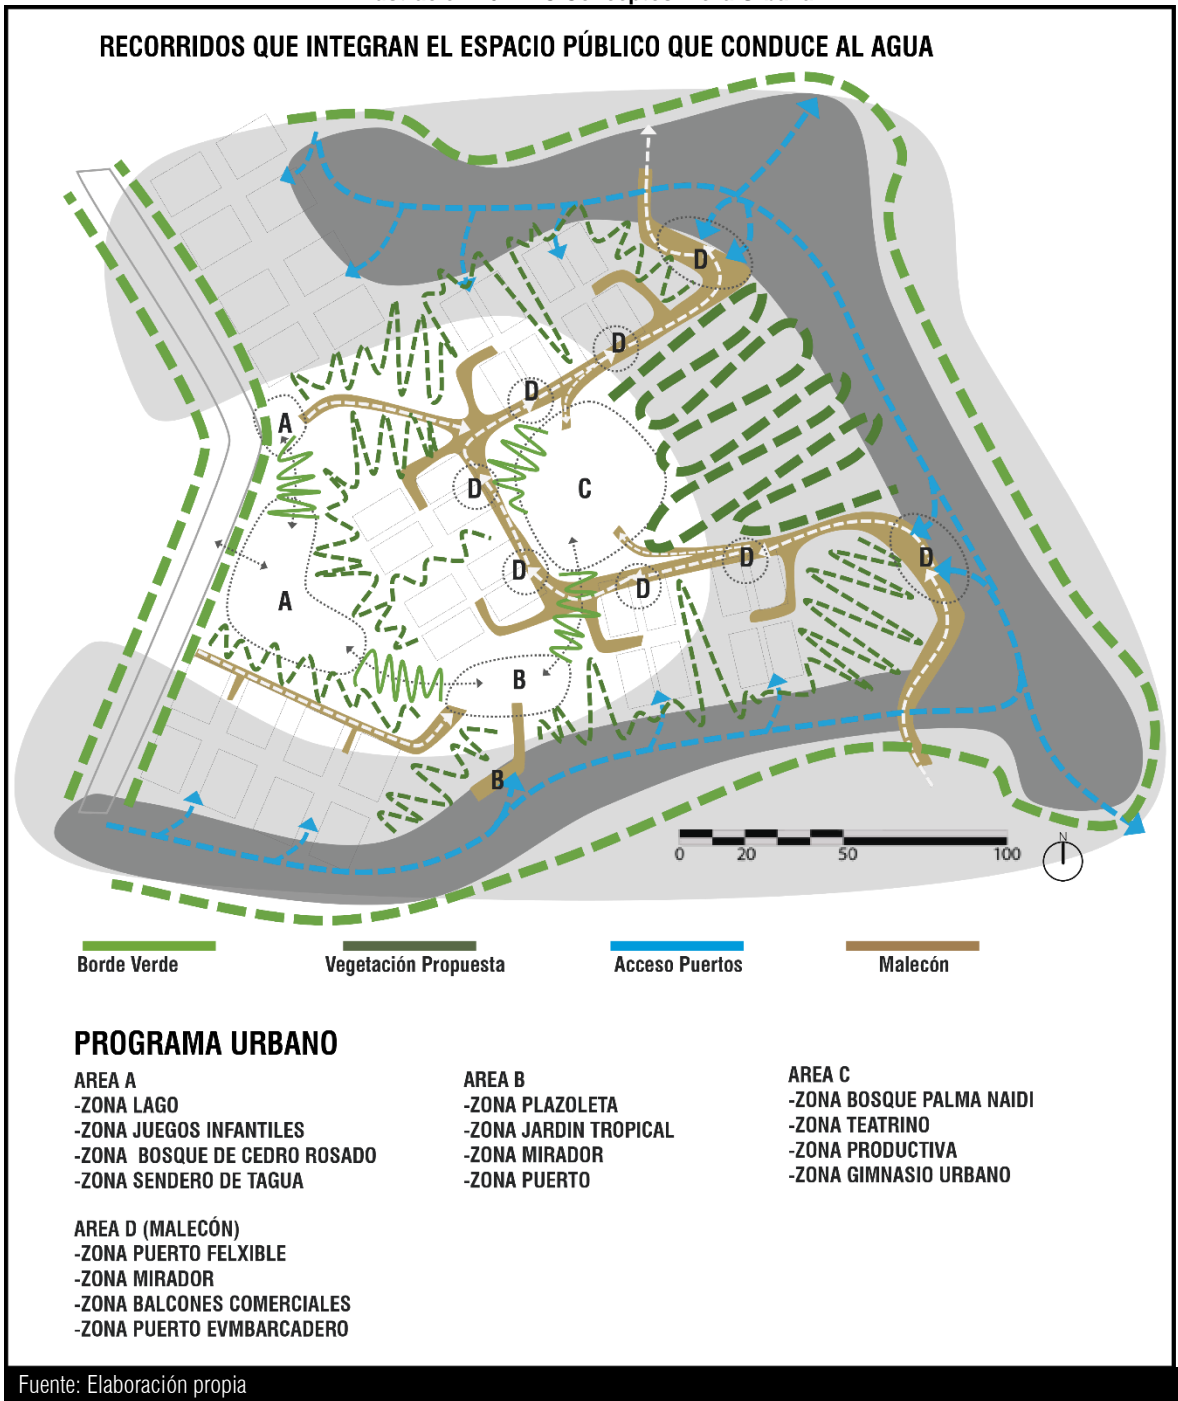 RECORRIDOS QUE INTEGRAN EL ESPACIO PÚBLICO QUE CONDUCE AL AGUA
D
D
D
A
D
C
D
D
D
D
A
B
B
N
0 20 50 100
Borde Verde Vegetación Propuesta Acceso Puertos Malecón
PROGRAMA URBANO
AREA A
-ZONA LAGO
-ZONA JUEGOS INFANTILES
-ZONA BOSQUE DE CEDRO ROSADO
-ZONA SENDERO DE TAGUA
AREA B
-ZONA PLAZOLETA
-ZONA JARDIN TROPICAL
-ZONA MIRADOR
-ZONA PUERTO
AREA C
-ZONA BOSQUE PALMA NAIDI
-ZONA TEATRINO
-ZONA PRODUCTIVA
-ZONA GIMNASIO URBANO
AREA D (MALECÓN)
-ZONA PUERTO FELXIBLE
-ZONA MIRADOR
-ZONA BALCONES COMERCIALES
-ZONA PUERTO EVMBARCADERO
Fuente: Elaboración propia